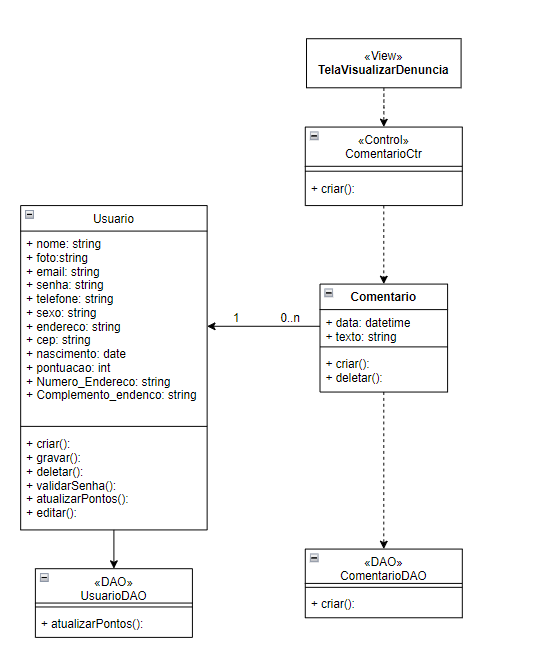 «View»
TelaVisualizarDenuncia
«Control»
ComentarioCtr
+ criar():
Usuario
+ nome: string
+ foto:string
+ email: string
+ senha: string
+ telefone: string
+ sexo: string
+ endereco: string
+ cep: string
+ nascimento: date
+ pontuacao: int
+ Numero_Endereco: string
+ Complemento_endenco: string
+ criar():
+ gravar():
+ deletar():
+ validarSenha():
+ atualizarPontos():
+ editar():
1
0..n
Comentario
+ data: datetime
+ texto: string
+ criar():
+ deletar():
«DAO»
UsuarioDAO
+ atualizarPontos():
«DAO»
ComentarioDAO
+ criar():